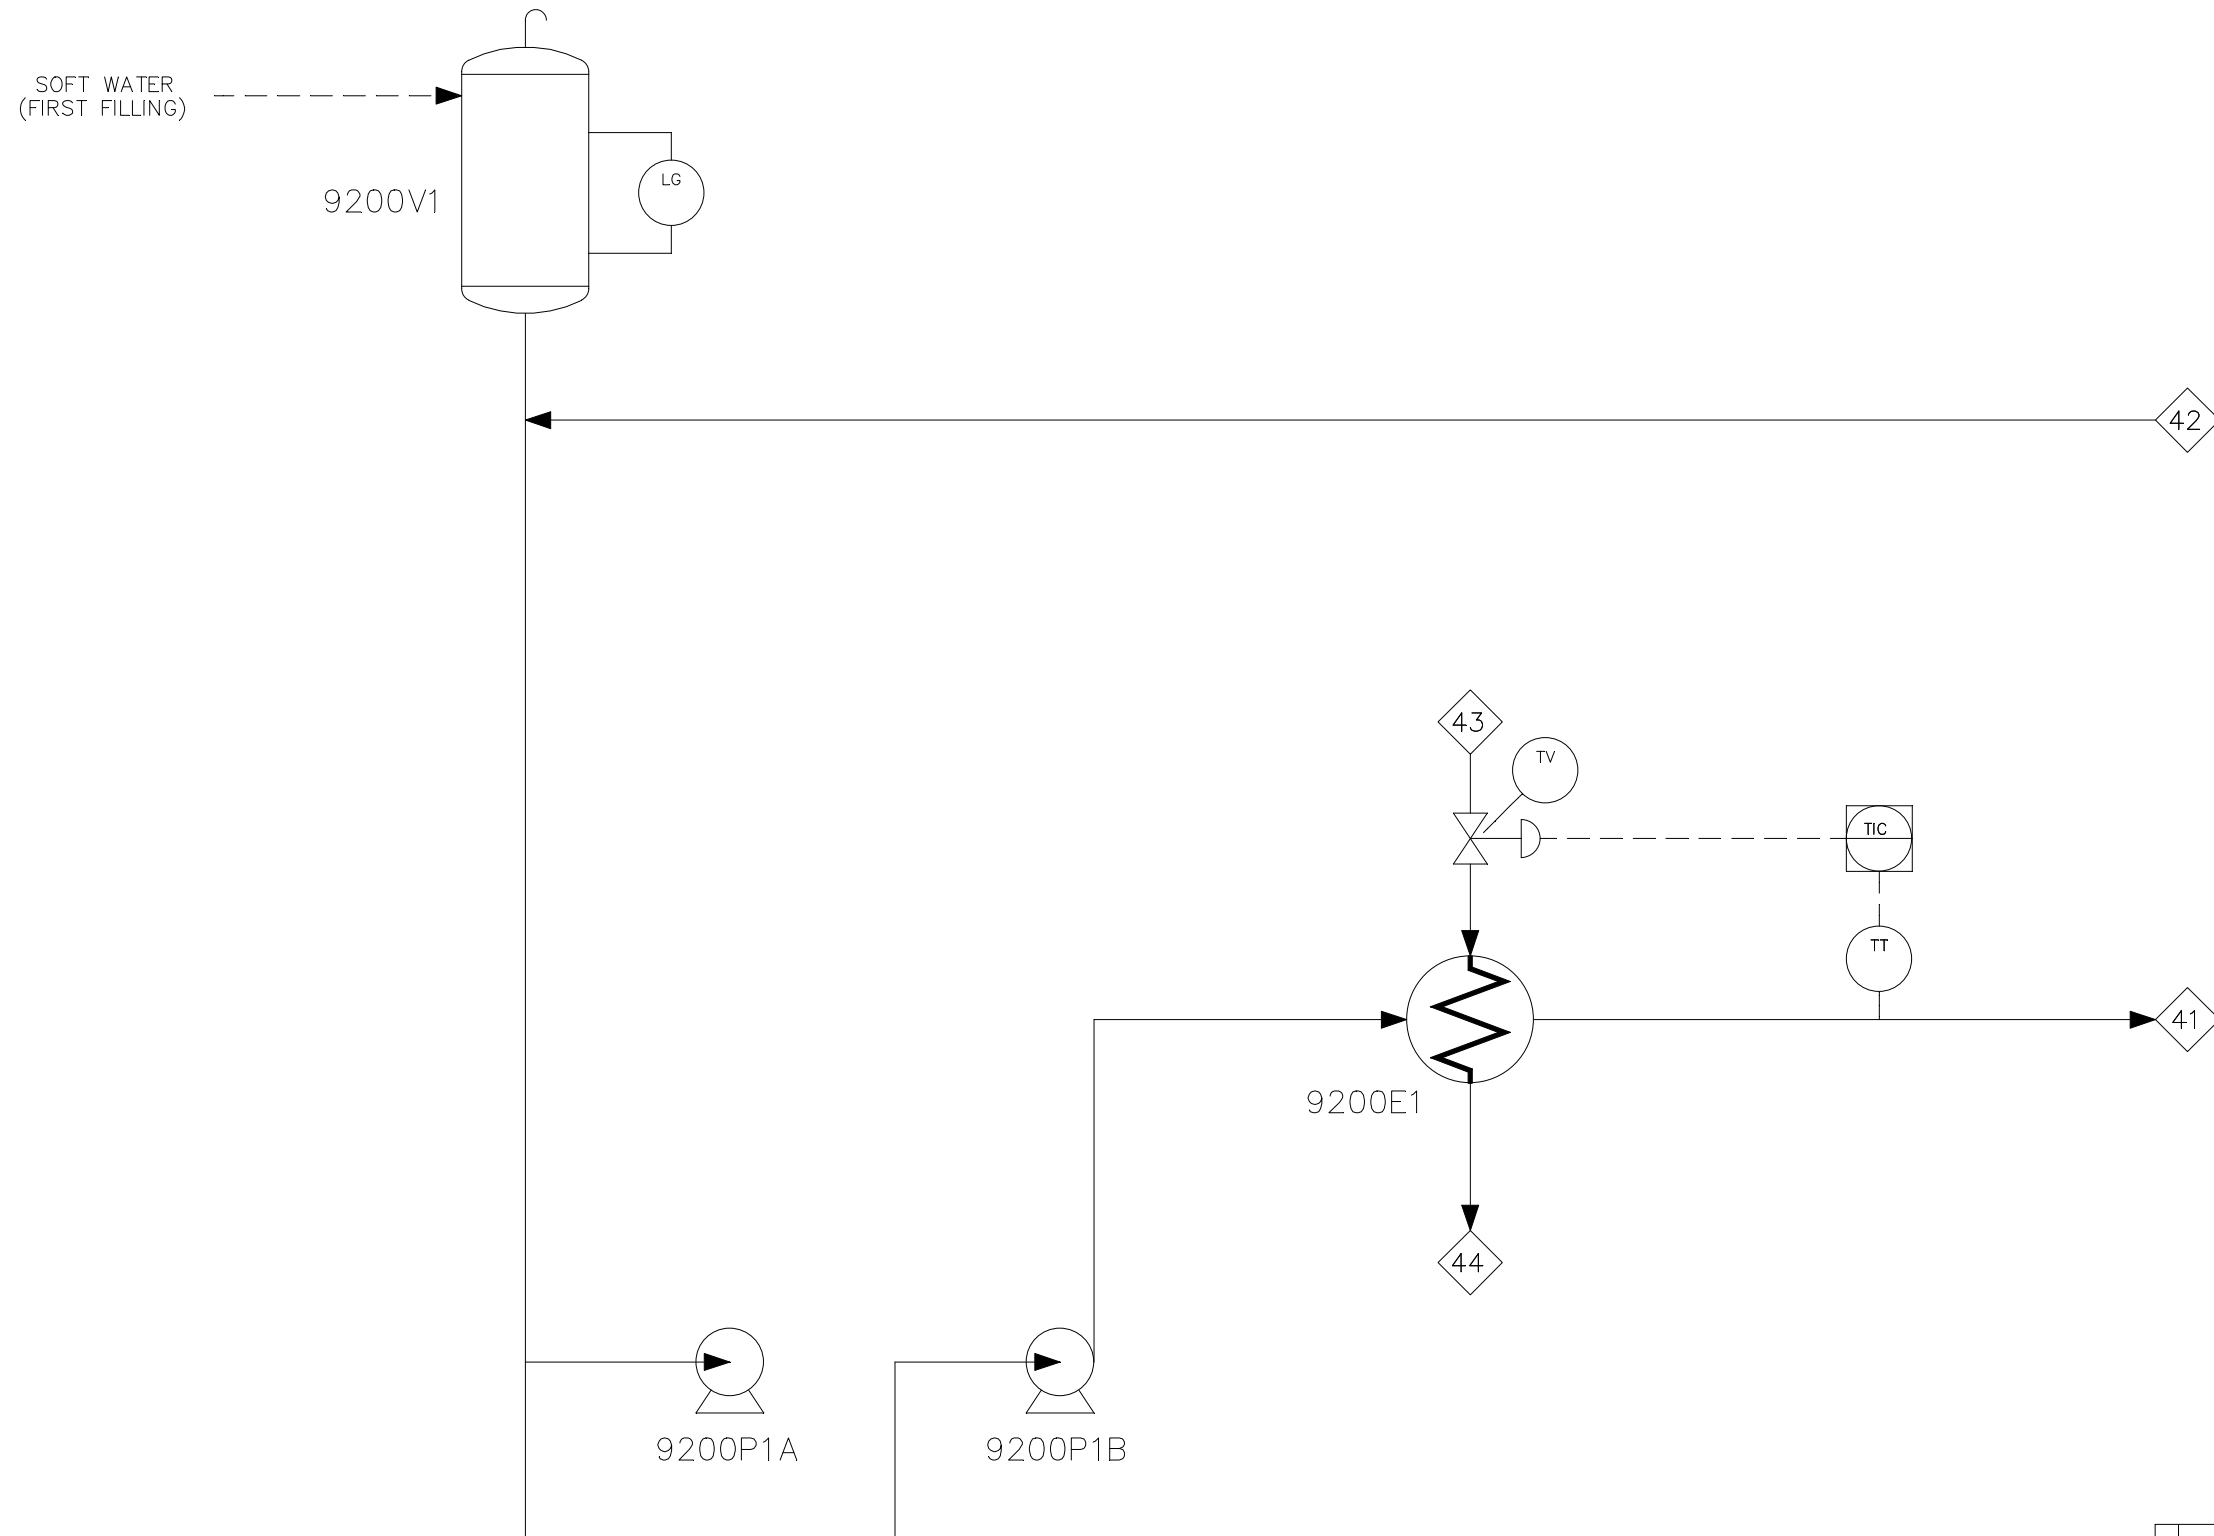 SOFT WATER
(FIRST FILLING)
LG
9200V1
42
43
TV
TIC
TT
41
9200E1
44
9200P1A
9200P1B